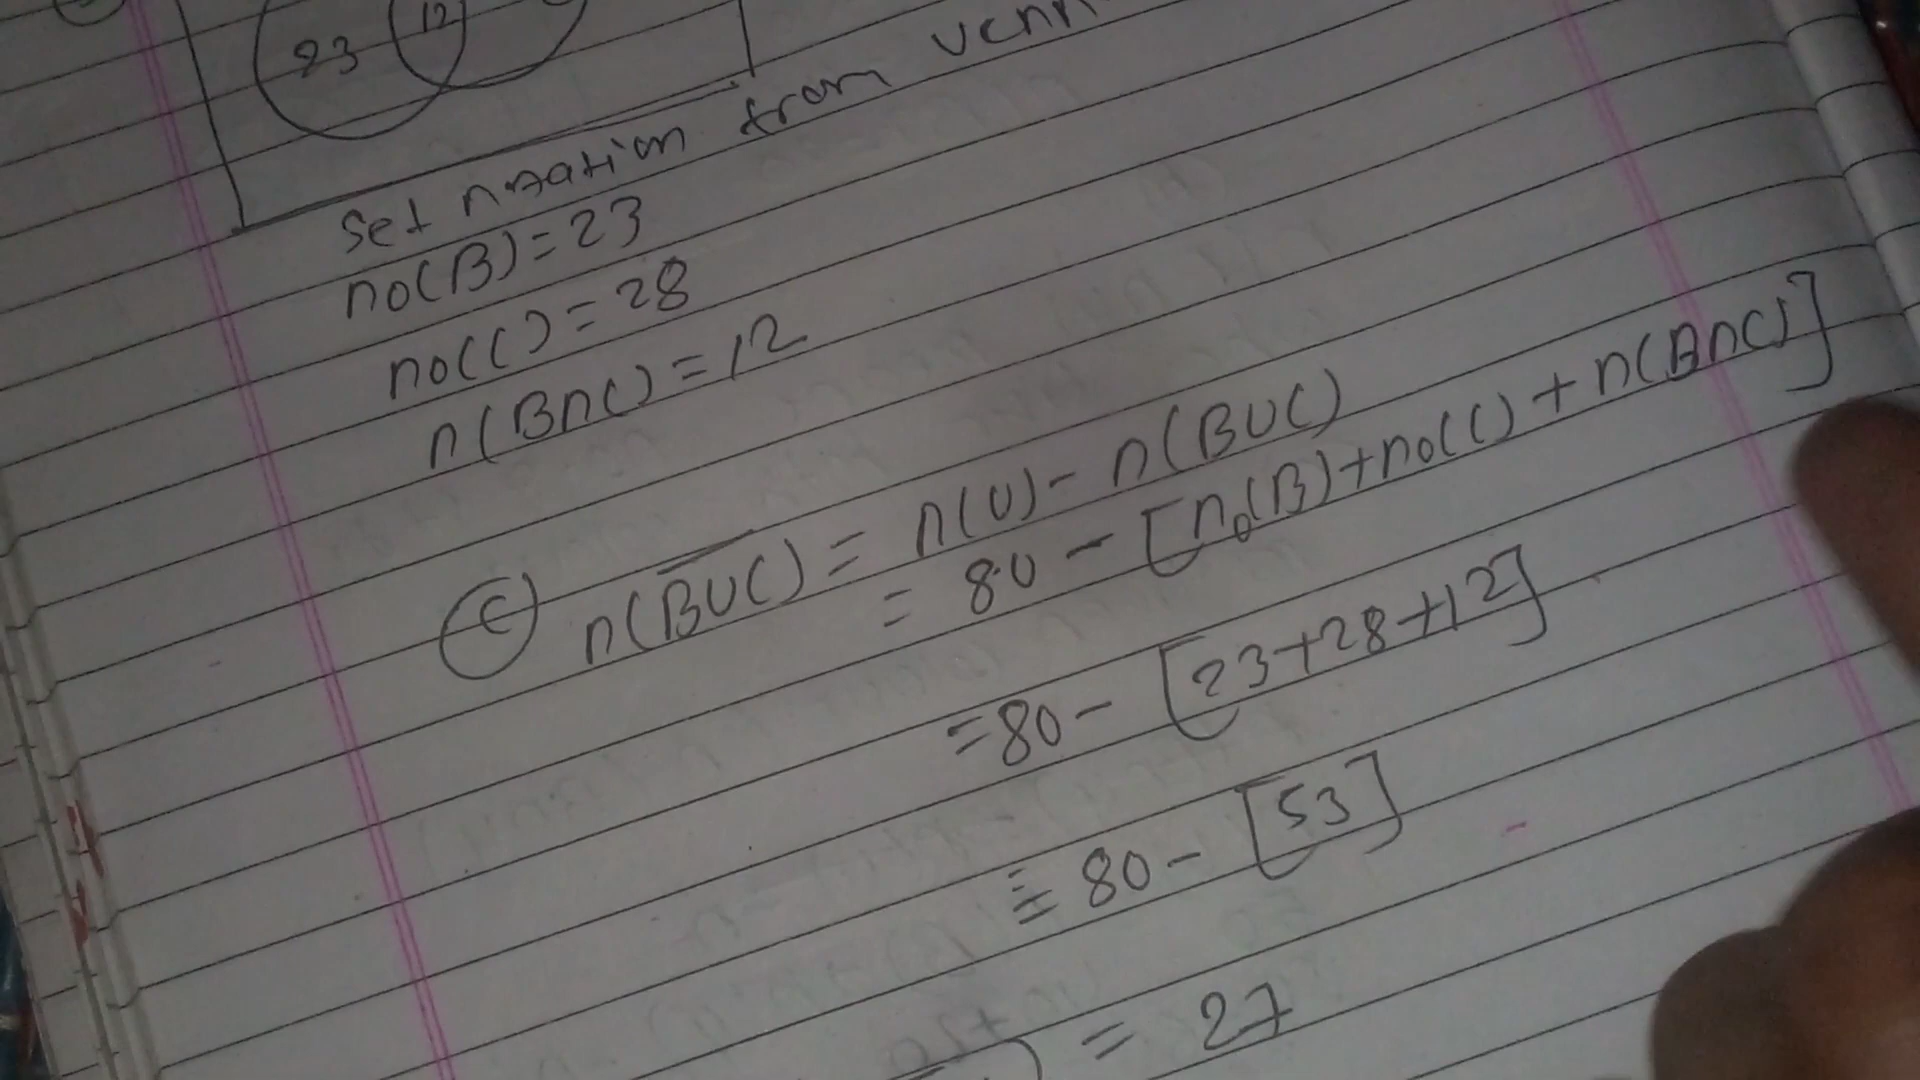 23 12
Set notation from venn
no(B)=23
no(C)=28
n(B∩C)=12
(c) n(B̅U̅C̅) = n(U) - n(BUC)
= 80 - [no(B)+no(C)+n(B∩C)]
=80- [23+28+12]
= 80- [53]
= 27